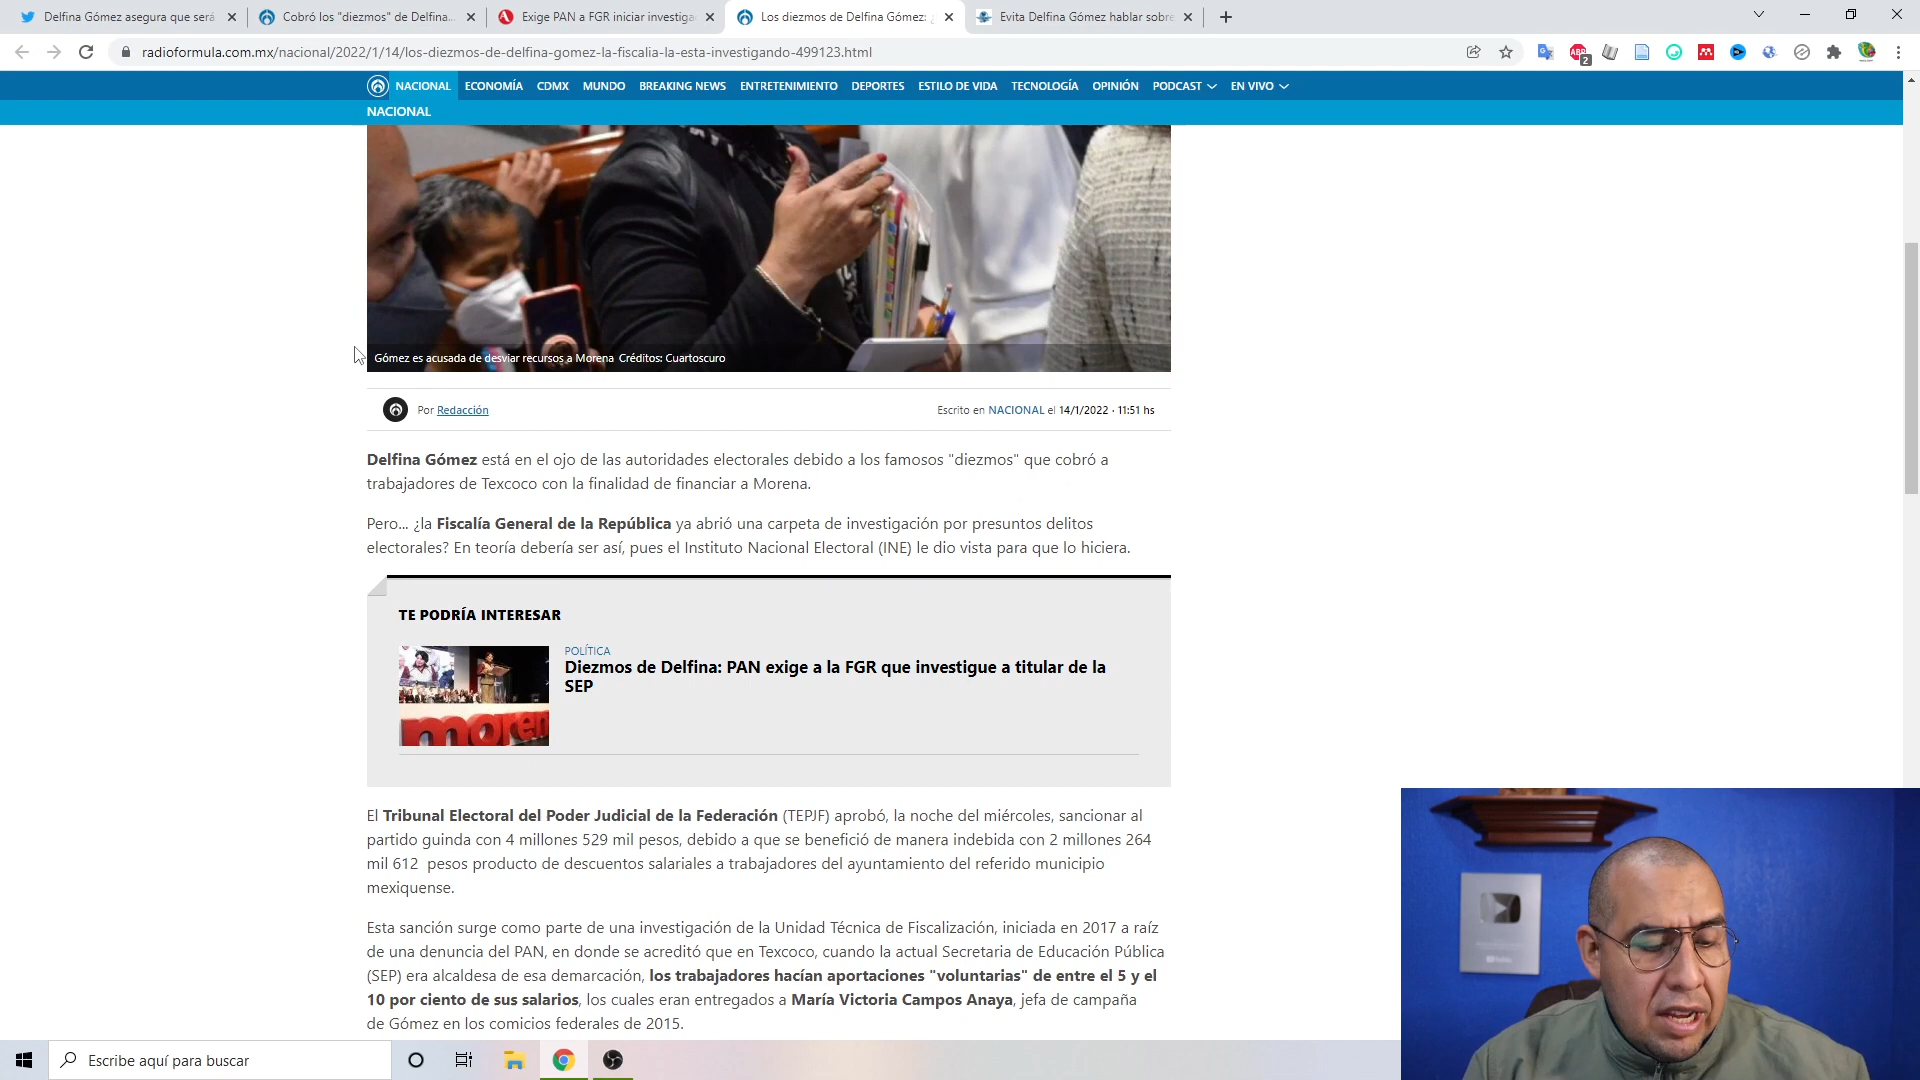 Delfina Gómez asegura que será
Cobró los "diezmos" de Delfina...
Exige PAN a FGR iniciar investiga
Los diezmos de Delfina Gómez: ¿
Evita Delfina Gómez hablar sobre
radioformula.com.mx/nacional/2022/1/14/los-diezmos-de-delfina-gomez-la-fiscalia-la-esta-investigando-499123.html
2
NACIONAL ECONOMÍA CDMX MUNDO BREAKING NEWS ENTRETENIMIENTO DEPORTES ESTILO DE VIDA TECNOLOGÍA OPINIÓN PODCAST EN VIVO
NACIONAL
Gómez es acusada de desviar recursos a Morena Créditos: Cuartoscuro
Por Redacción
Escrito en NACIONAL el 14/1/2022 · 11:51 hs
Delfina Gómez está en el ojo de las autoridades electorales debido a los famosos "diezmos" que cobró a
trabajadores de Texcoco con la finalidad de financiar a Morena.
Pero... ¿la Fiscalía General de la República ya abrió una carpeta de investigación por presuntos delitos
electorales? En teoría debería ser así, pues el Instituto Nacional Electoral (INE) le dio vista para que lo hiciera.
TE PODRÍA INTERESAR
POLÍTICA
Diezmos de Delfina: PAN exige a la FGR que investigue a titular de la
SEP
moren
El Tribunal Electoral del Poder Judicial de la Federación (TEPJF) aprobó, la noche del miércoles, sancionar al
partido guinda con 4 millones 529 mil pesos, debido a que se benefició de manera indebida con 2 millones 264
mil 612 pesos producto de descuentos salariales a trabajadores del ayuntamiento del referido municipio
mexiquense.
Esta sanción surge como parte de una investigación de la Unidad Técnica de Fiscalización, iniciada en 2017 a raíz
de una denuncia del PAN, en donde se acreditó que en Texcoco, cuando la actual Secretaria de Educación Pública
(SEP) era alcaldesa de esa demarcación, los trabajadores hacían aportaciones "voluntarias" de entre el 5 y el
10 por ciento de sus salarios, los cuales eran entregados a María Victoria Campos Anaya, jefa de campaña
de Gómez en los comicios federales de 2015.
Escribe aquí para buscar